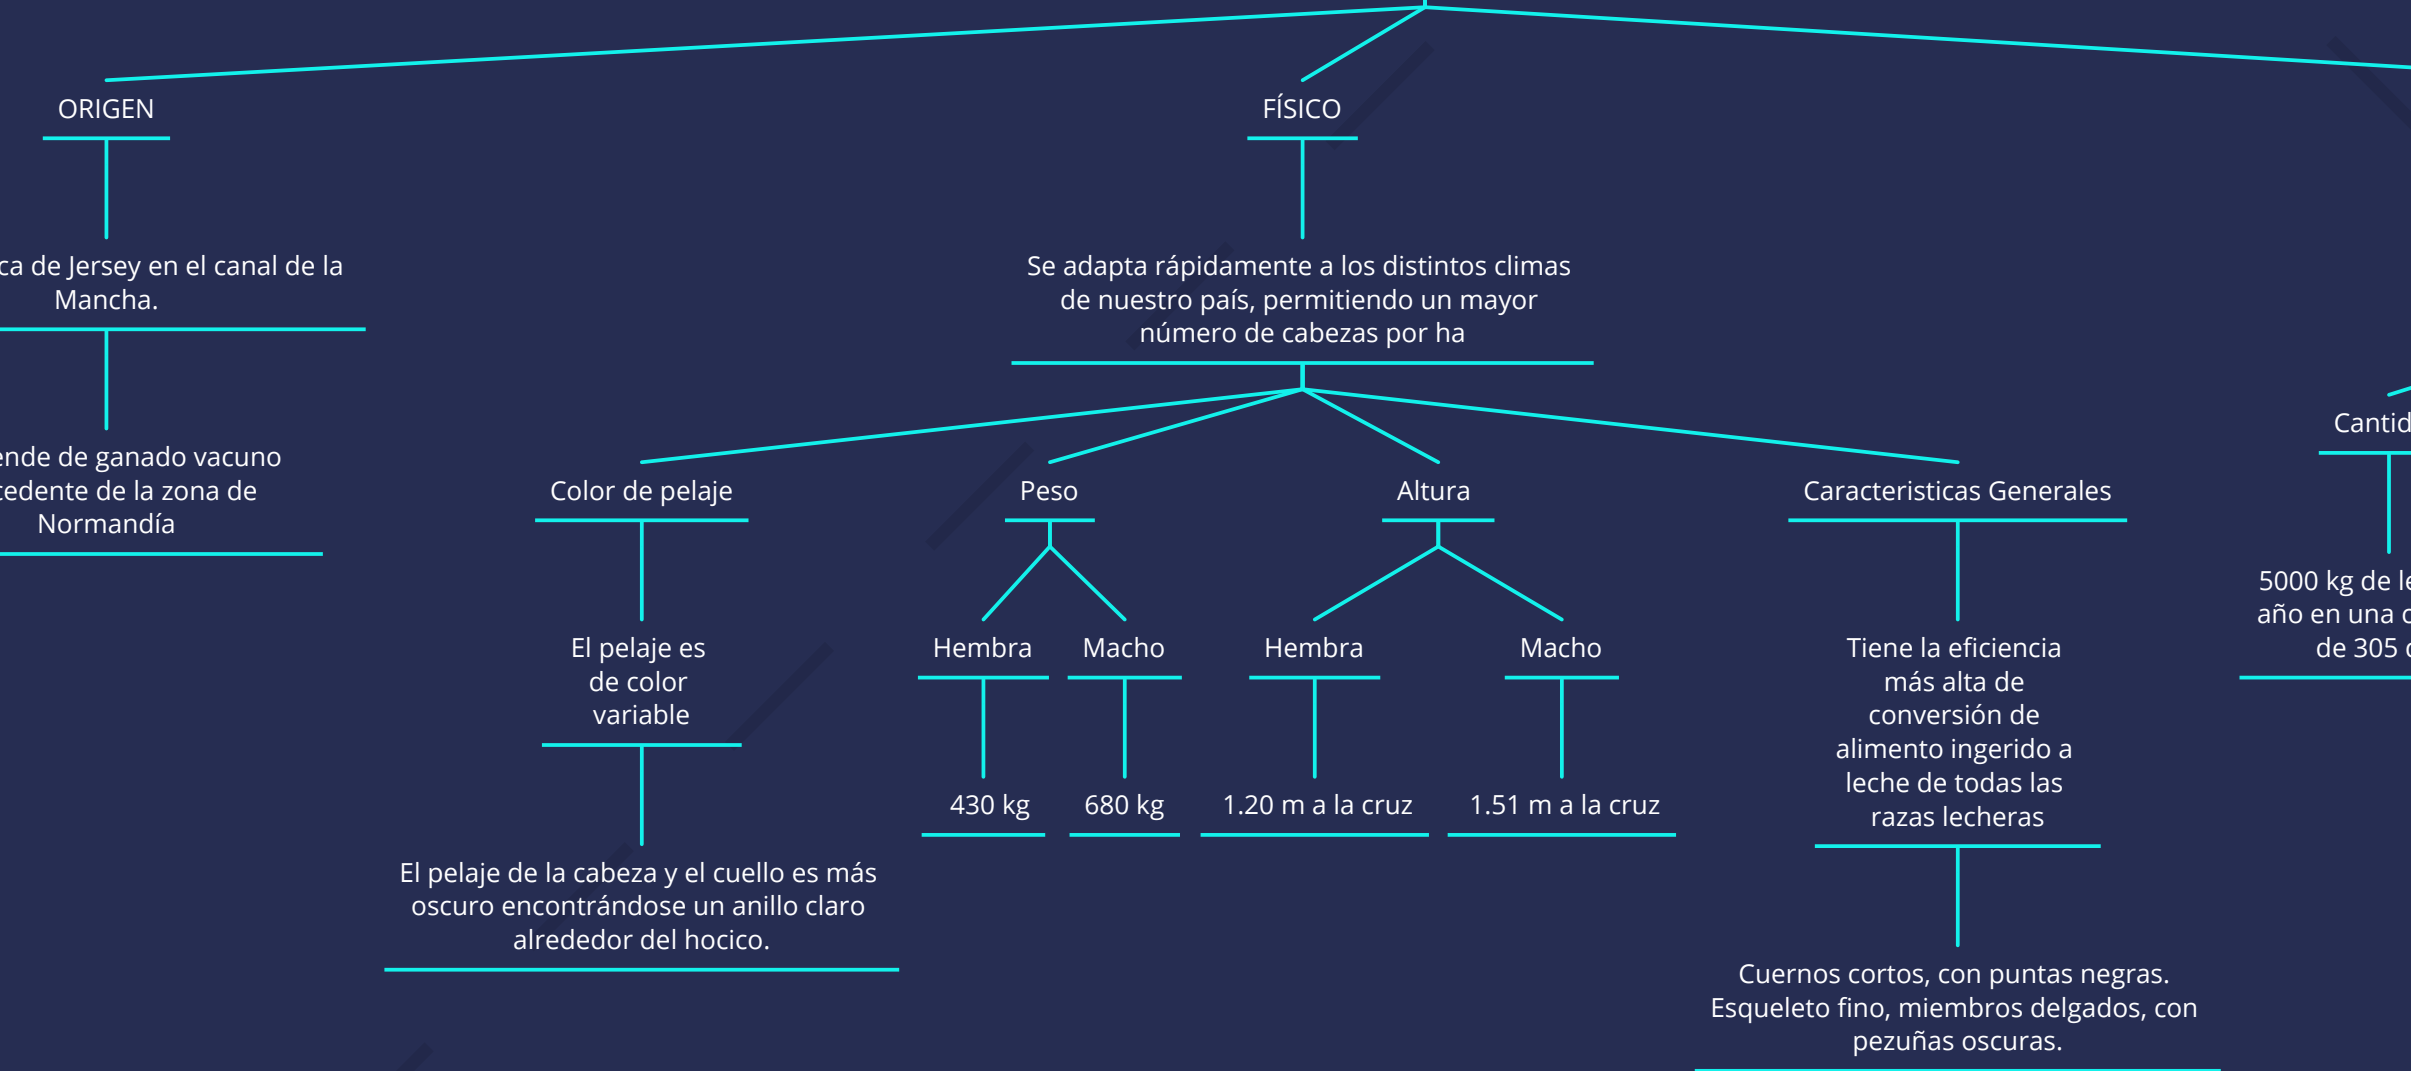 ORIGEN
de Jersey en el canal de la
Mancha.
de ganado vacuno
de la zona de
Normandía
FÍSICO
Se adapta rápidamente a los distintos climas
de nuestro país, permitiendo un mayor
número de cabezas por ha
Color de pelaje
El pelaje es
de color
variable
El pelaje de la cabeza y el cuello es más
oscuro encontrándose un anillo claro
alrededor del hocico.
Peso
Hembra
430 kg
Macho
680 kg
Altura
Hembra
1.20 m a la cruz
Macho
1.51 m a la cruz
Caracteristicas Generales
Tiene la eficiencia
más alta de
conversión de
alimento ingerido a
leche de todas las
razas lecheras
Cuernos cortos, con puntas negras.
Esqueleto fino, miembros delgados, con
pezuñas oscuras.
5000 kg de
año en una
de 305